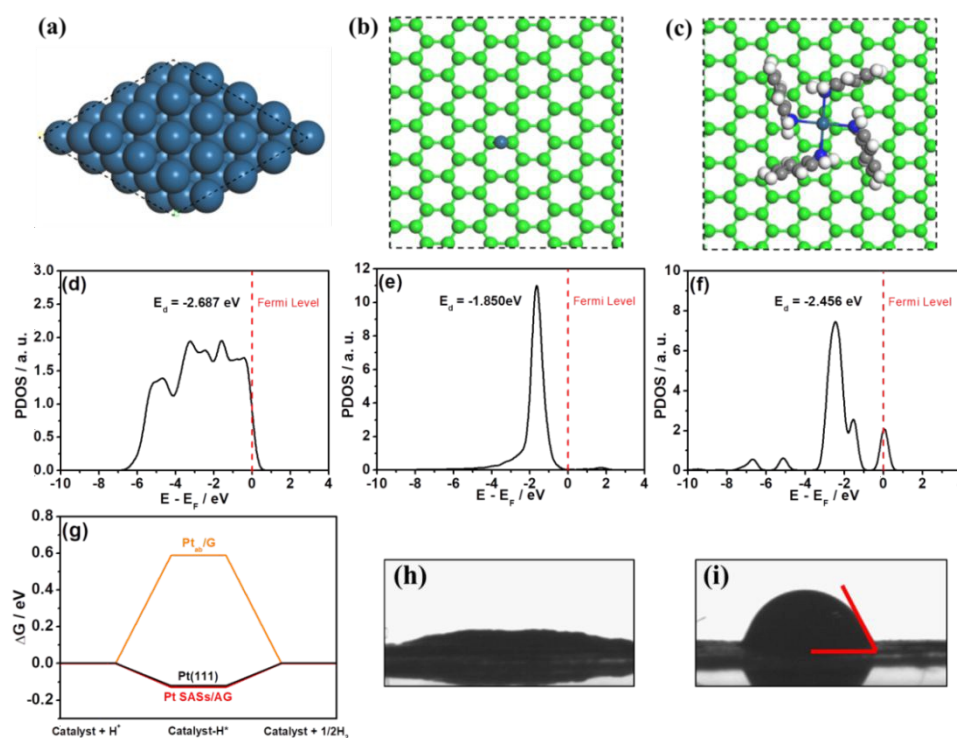 (a)
(b)
(c)
(d)
E_d = -2.687 eV
Fermi Level
3.0
2.5
2.0
1.5
1.0
0.5
0.0
PDOS / a. u.
-10 -8 -6 -4 -2 0 2 4
E - E_F / eV
(e)
E_d = -1.850eV
Fermi Level
12
10
8
6
4
2
0
PDOS / a. u.
-10 -8 -6 -4 -2 0 2 4
E - E_F / eV
(f)
E_d = -2.456 eV
Fermi Level
10
8
6
4
2
0
PDOS / a. u.
-10 -8 -6 -4 -2 0 2 4
E - E_F / eV
(g)
0.8
0.6
0.4
0.2
0.0
-0.2
ΔG / eV
/G
Pt(111)
Pt SASs/AG
Catalyst + H⁺
Catalyst-H*
Catalyst + 1/2H₂
(h)
(i)